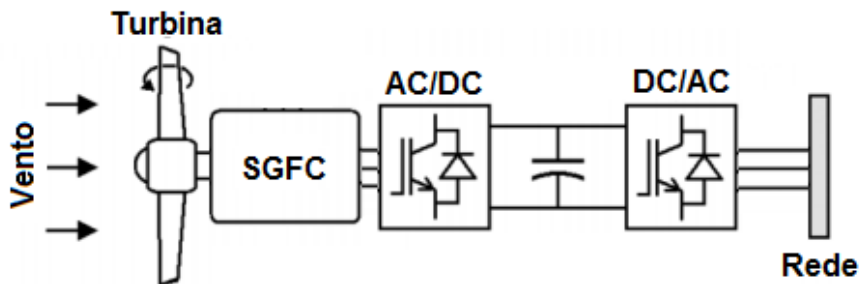 Turbina
AC/DC
DC/AC
Vento
SGFC
Rede